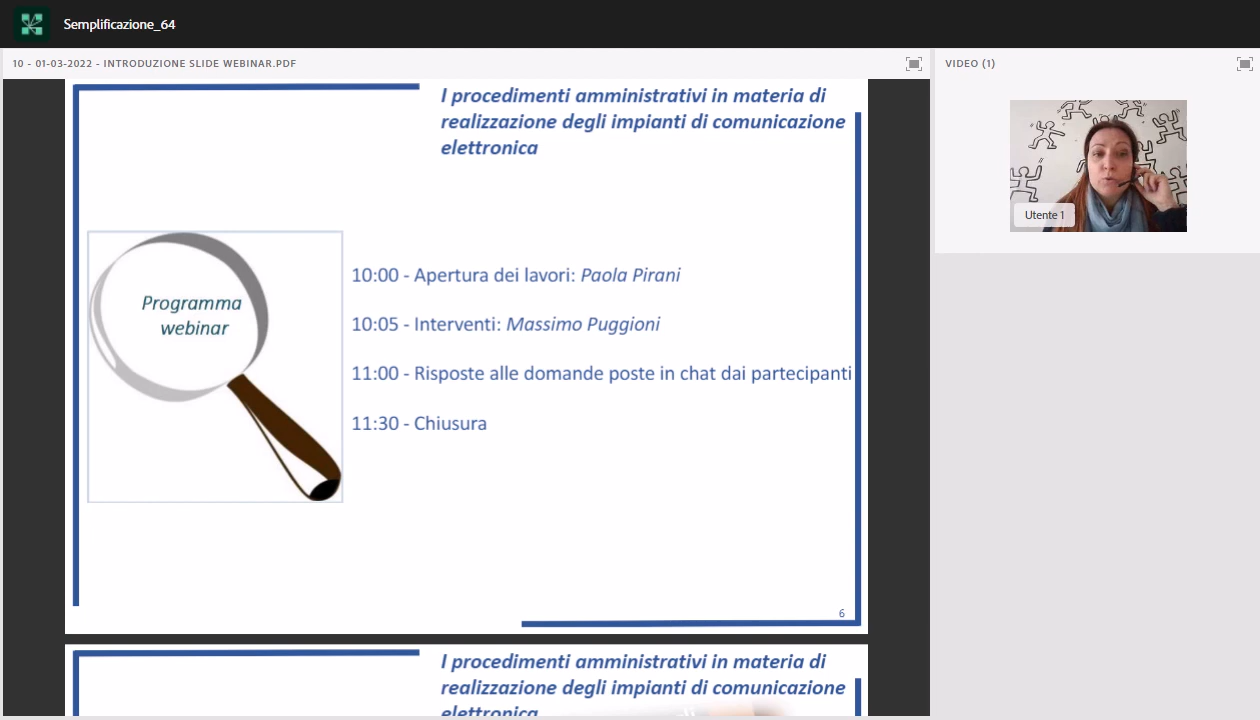 Semplificazione_64
10 - 01-03-2022 - INTRODUZIONE SLIDE WEBINAR.PDF
VIDEO (1)
I procedimenti amministrativi in materia di
realizzazione degli impianti di comunicazione
elettronica
Programma
webinar
10:00 - Apertura dei lavori: Paola Pirani
10:05 - Interventi: Massimo Puggioni
11:00 - Risposte alle domande poste in chat dai partecipanti
11:30 - Chiusura
6
Utente 1
I procedimenti amministrativi in materia di
realizzazione degli impianti di comunicazione
elettronica